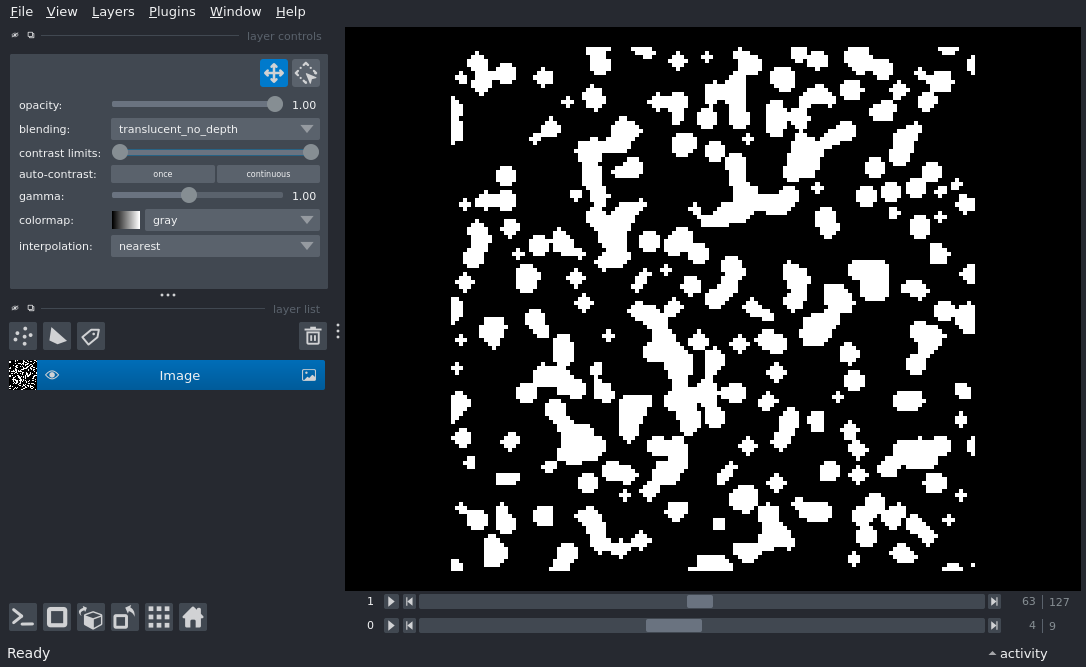 File View Layers Plugins Window Help
layer controls
opacity: 1.00
blending: translucent_no_depth
contrast limits:
auto-contrast: once continuous
gamma: 1.00
colormap: gray
interpolation: nearest
layer list
Image
1 63 127
0 4 9
Ready activity